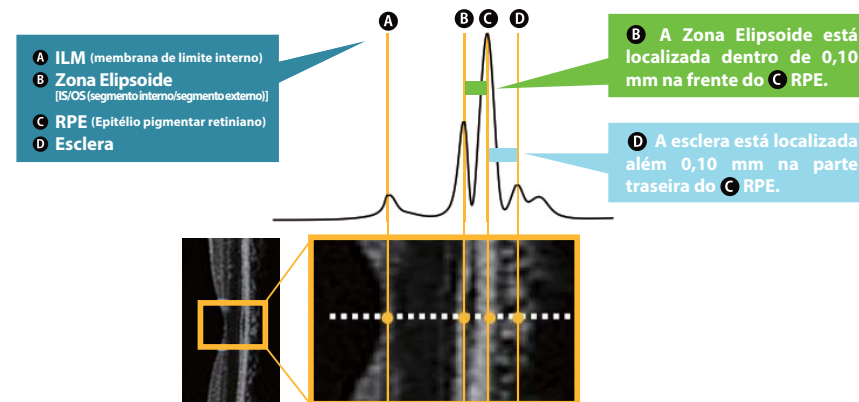 A B C D
A ILM (membrana de limite interno)
B Zona Elipsoide
[IS/OS (segmento interno/segmento externo)]
C RPE (Epitélio pigmentar retiniano)
D Esclera
B A Zona Elipsoide está
localizada dentro de 0,10
mm na frente do C RPE.
D A esclera está localizada
além 0,10 mm na parte
traseira do C RPE.